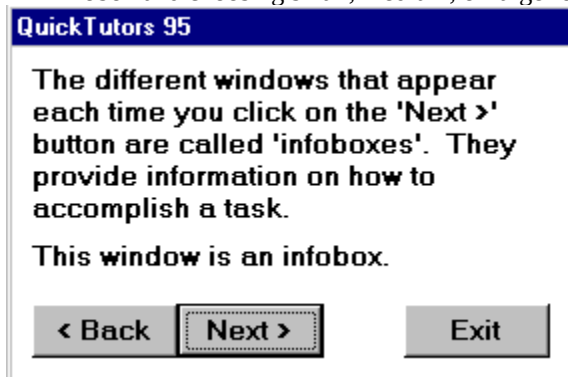 QuickTutors 95
The different windows that appear
each time you click on the 'Next >'
button are called 'infoboxes'.  They
provide information on how to
accomplish a task.
This window is an infobox.
< Back Next > Exit